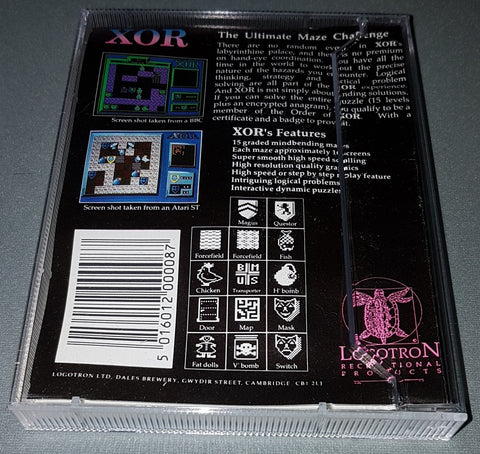 XOR
The Ultimate Maze Challenge
There are no random events in XOR's
labyrinthine palace, and there is no premium
on hand-eye coordination. You have all the
time in the world to work out the precise
nature of the hazards you encounter. Logical
thinking, strategy and tactical problem
solving are all part of the XOR experience.
And XOR is not simply about finding solutions.
If you can solve the entire puzzle (15 levels
plus an encrypted anagram), you qualify to be a
member of the Order of XOR. With a
certificate and a badge to prove it.
Screen shot taken from a BBC
XOR
Screen shot taken from an Atari ST
XOR's Features
15 graded mindbending mazes
Each maze approximately 16 screens
Super smooth high speed scrolling
High resolution quality graphics
High speed or step by step replay feature
Intriguing logical problems
Interactive dynamic puzzles
Magus
Questor
Forcefield
Forcefield
Fish
Chicken
BMUS
Transporter
H' bomb
Door
Map
Mask
Fat dolls
V' bomb
Switch
5 016012 000087
LOGOTRON
RECREATIONAL
PRODUCTS
LOGOTRON LTD, DALES BREWERY, GWYDIR STREET, CAMBRIDGE CB1 2LJ